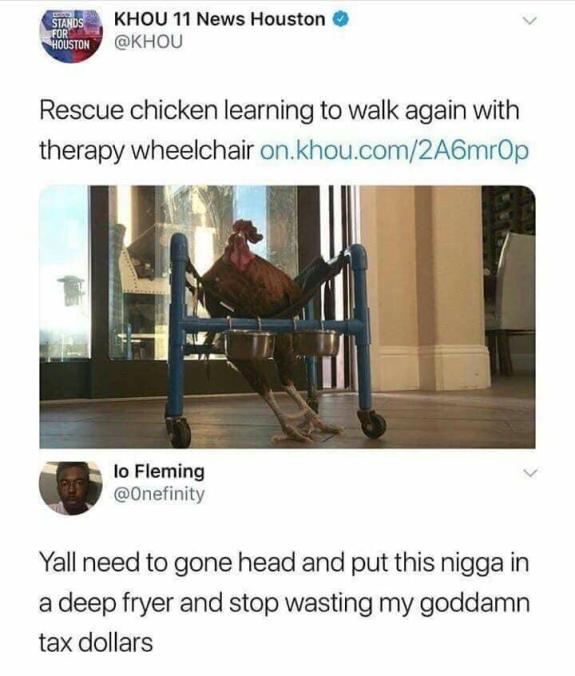 STANDS
FOR
HOUSTON
KHOU 11 News Houston
@KHOU
Rescue chicken learning to walk again with
therapy wheelchair on.khou.com/2A6mrOp
lo Fleming
@Onefinity
Yall need to gone head and put this nigga in
a deep fryer and stop wasting my goddamn
tax dollars